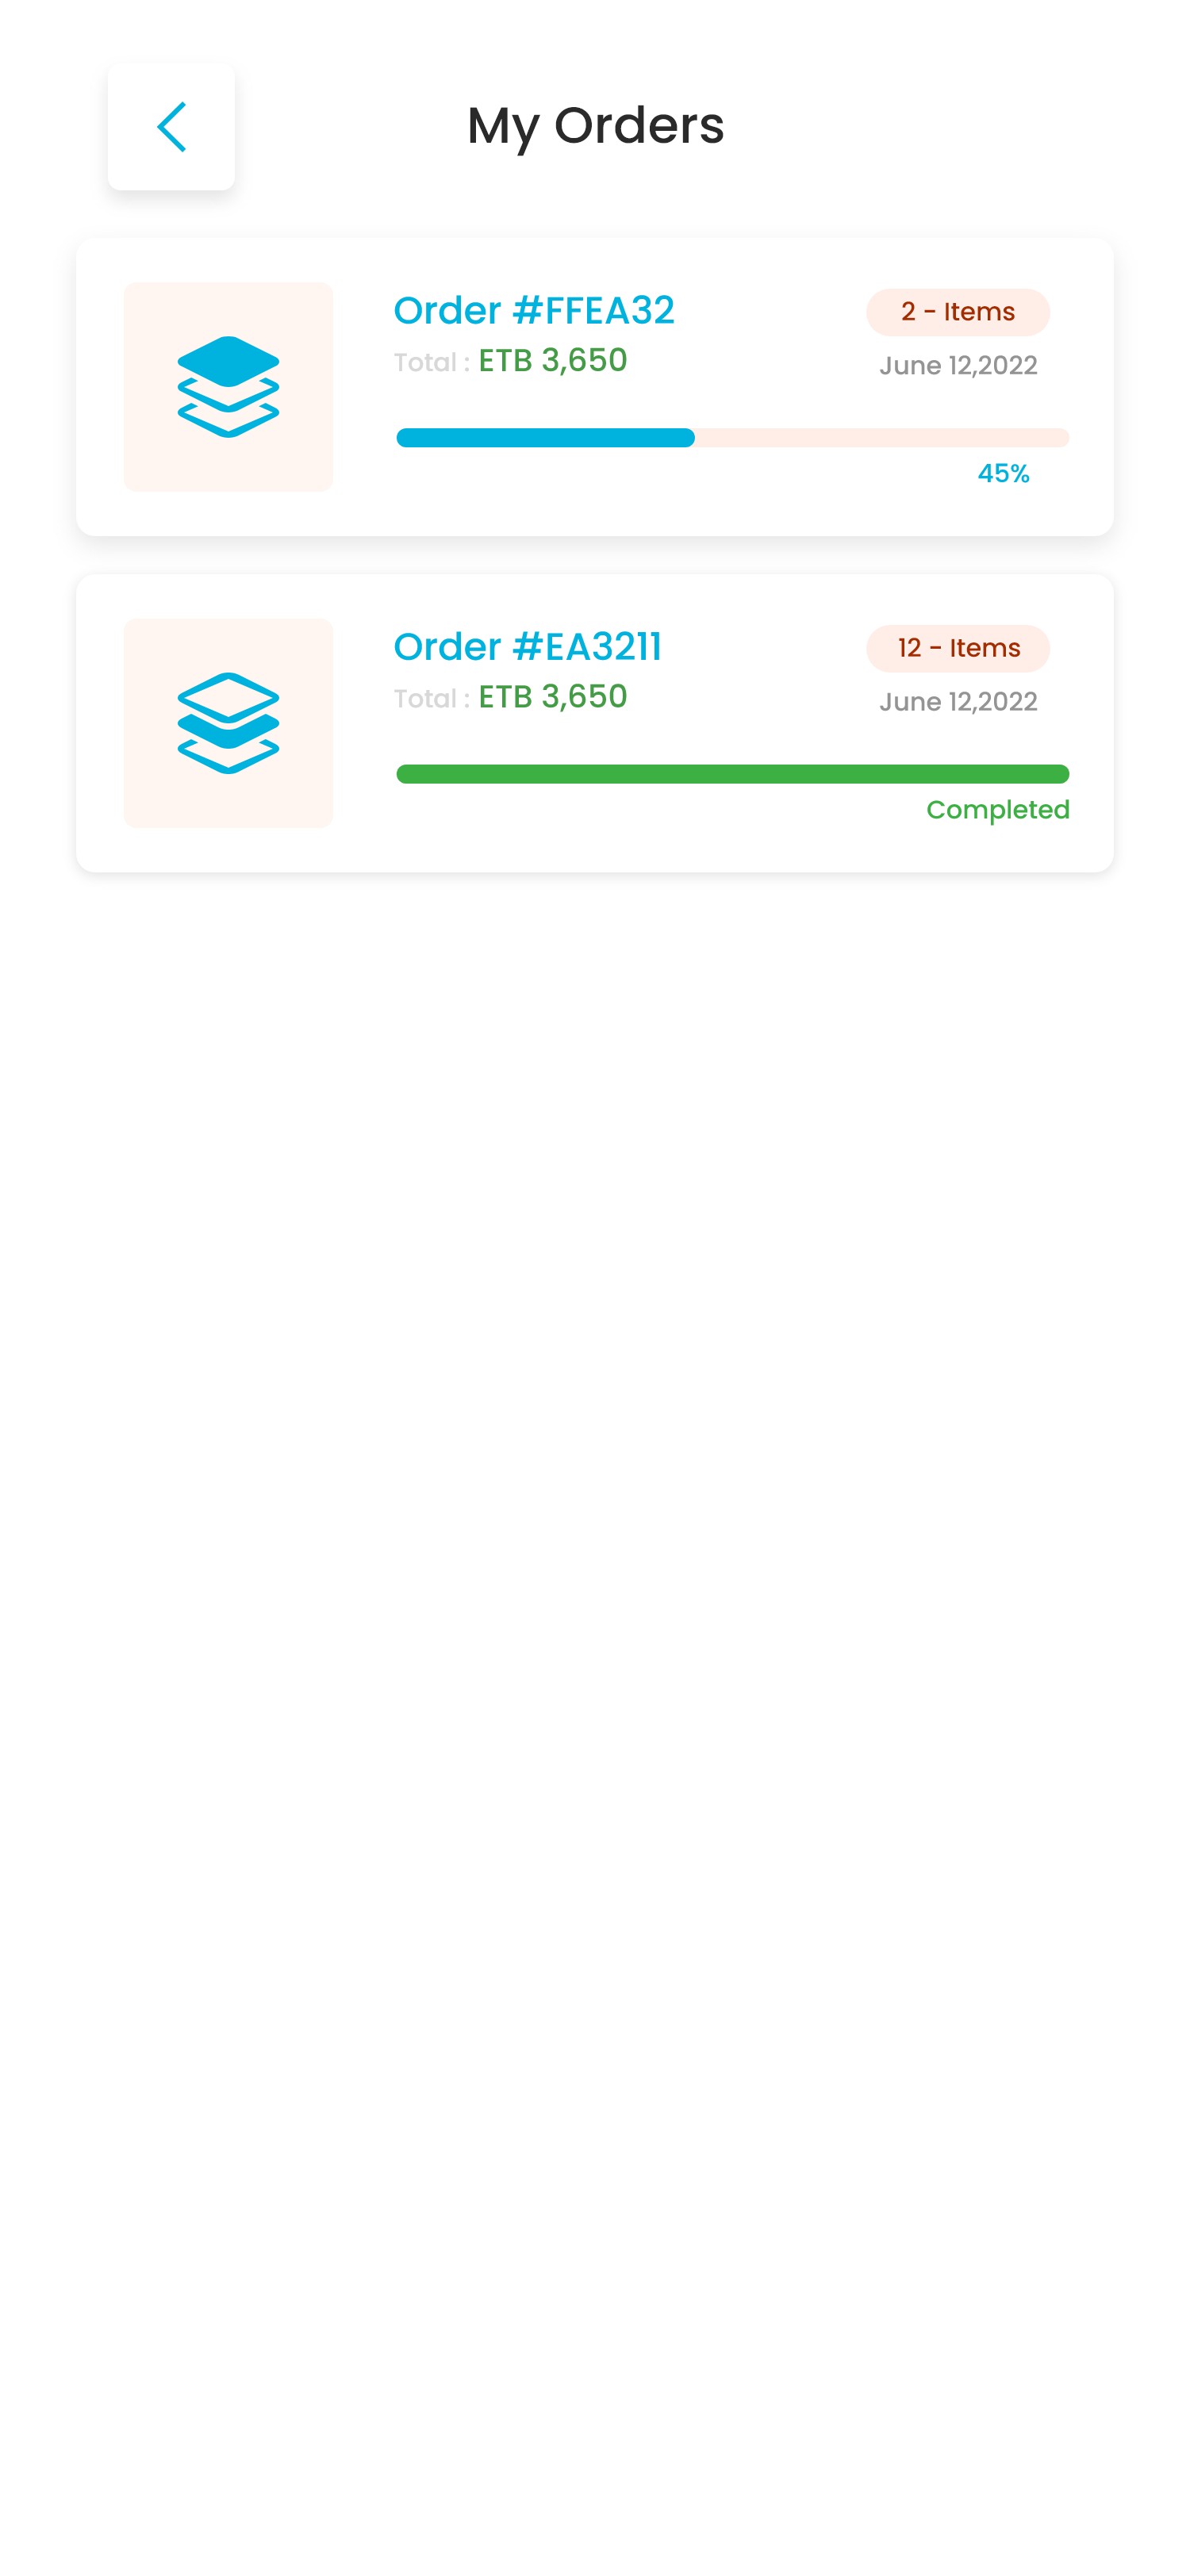 My Orders
Order #FFEA32
2 - Items
Total : ETB 3,650
June 12,2022
45%
Order #EA3211
12 - Items
Total : ETB 3,650
June 12,2022
Completed